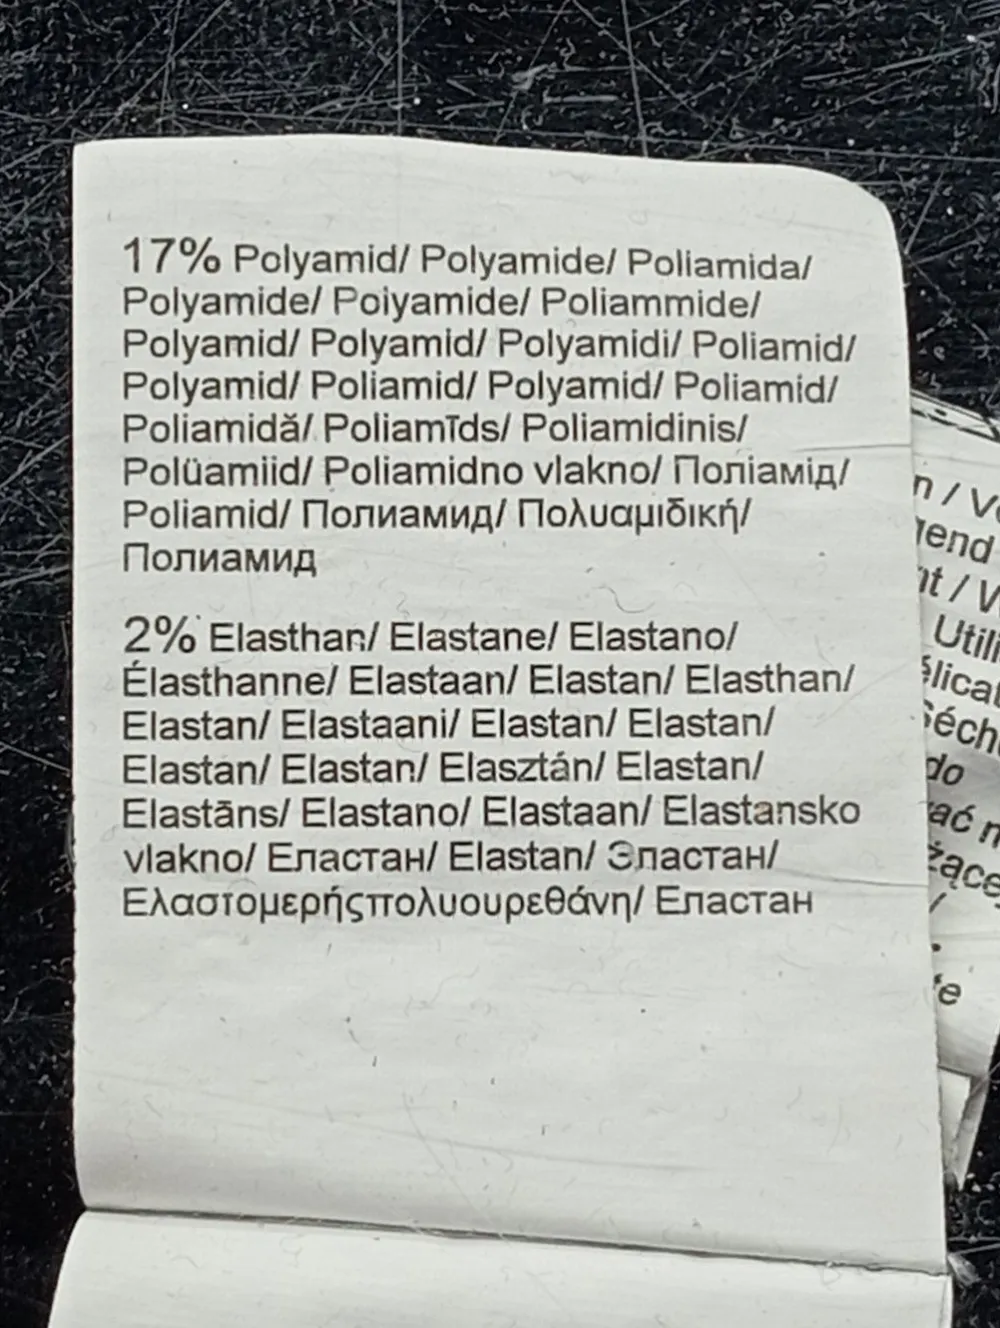 17% Polyamid/ Polyamide/ Poliamida/
Polyamide/ Polyamide/ Poliammide/
Polyamid/ Polyamid/ Polyamidi/ Poliamid/
Polyamid/ Poliamid/ Polyamid/ Poliamid/
Poliamidă/ Poliamīds/ Poliamidinis/
Polüamiid/ Poliamidno vlakno/ Поліамід/
Poliamid/ Полиамид/ Πολυαμιδική/
Полиамид
2% Elasthan/ Elastane/ Elastano/
Élasthanne/ Elastaan/ Elastan/ Elasthan/
Elastan/ Elastaani/ Elastan/ Elastan/
Elastan/ Elastan/ Elasztán/ Elastan/
Elastāns/ Elastano/ Elastaan/ Elastansko
vlakno/ Еластан/ Elastan/ Эластан/
Ελαστομερήςπολυουρεθάνη/ Еластан
do